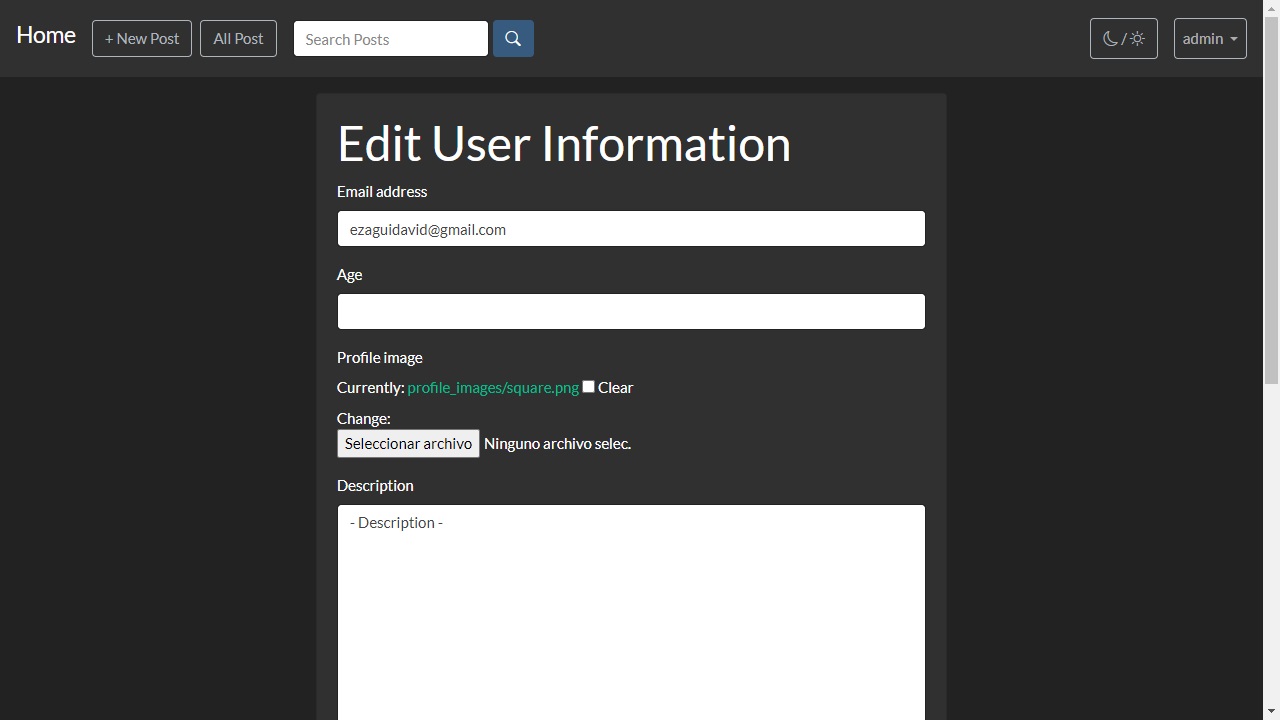 Home + New Post All Post Search Posts / admin
Edit User Information
Email address
ezaguidavid@gmail.com
Age
Profile image
Currently: profile_images/square.png Clear
Change:
Seleccionar archivo Ninguno archivo selec.
Description
- Description -